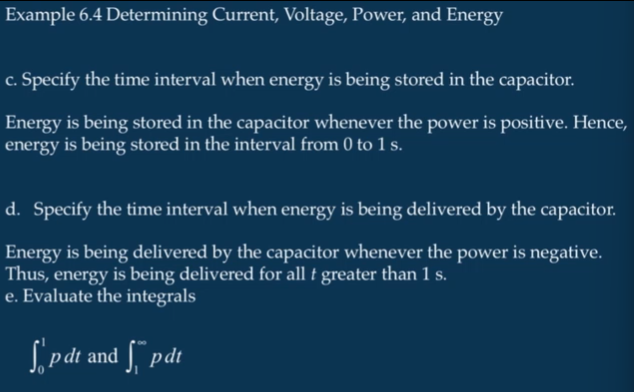 Example 6.4 Determining Current, Voltage, Power, and Energy
c. Specify the time interval when energy is being stored in the capacitor.
Energy is being stored in the capacitor whenever the power is positive. Hence,
energy is being stored in the interval from 0 to 1 s.
d. Specify the time interval when energy is being delivered by the capacitor.
Energy is being delivered by the capacitor whenever the power is negative.
Thus, energy is being delivered for all t greater than 1 s.
e. Evaluate the integrals
∫₀¹ p dt and ∫₁^∞ p dt